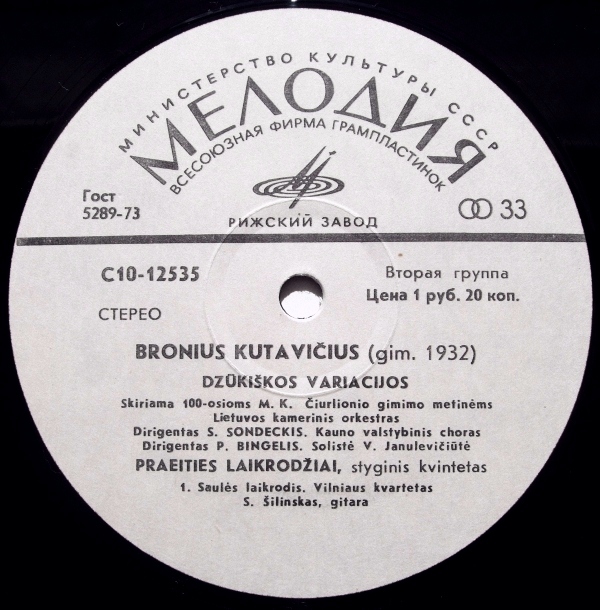 МИНИСТЕРСТВО КУЛЬТУРЫ СССР
МЕЛОДИЯ
ВСЕСОЮЗНАЯ ФИРМА ГРАМПЛАСТИНОК
Гост
5289-73
33
РИЖСКИЙ ЗАВОД
С10-12535
Вторая группа
Цена 1 руб. 20 коп.
СТЕРЕО
BRONIUS KUTAVIČIUS (gim. 1932)
DZŪKIŠKOS VARIACIJOS
Skiriama 100-osioms M. K. Čiurlionio gimimo metinėms
Lietuvos kamerinis orkestras
Dirigentas S. SONDECKIS. Kauno valstybinis choras
Dirigentas P. BINGELIS. Solistė V. Janulevičiūtė
PRAEITIES LAIKRODŽIAI, styginis kvintetas
1. Saulės laikrodis. Vilniaus kvartetas
S. Šilinskas, gitara